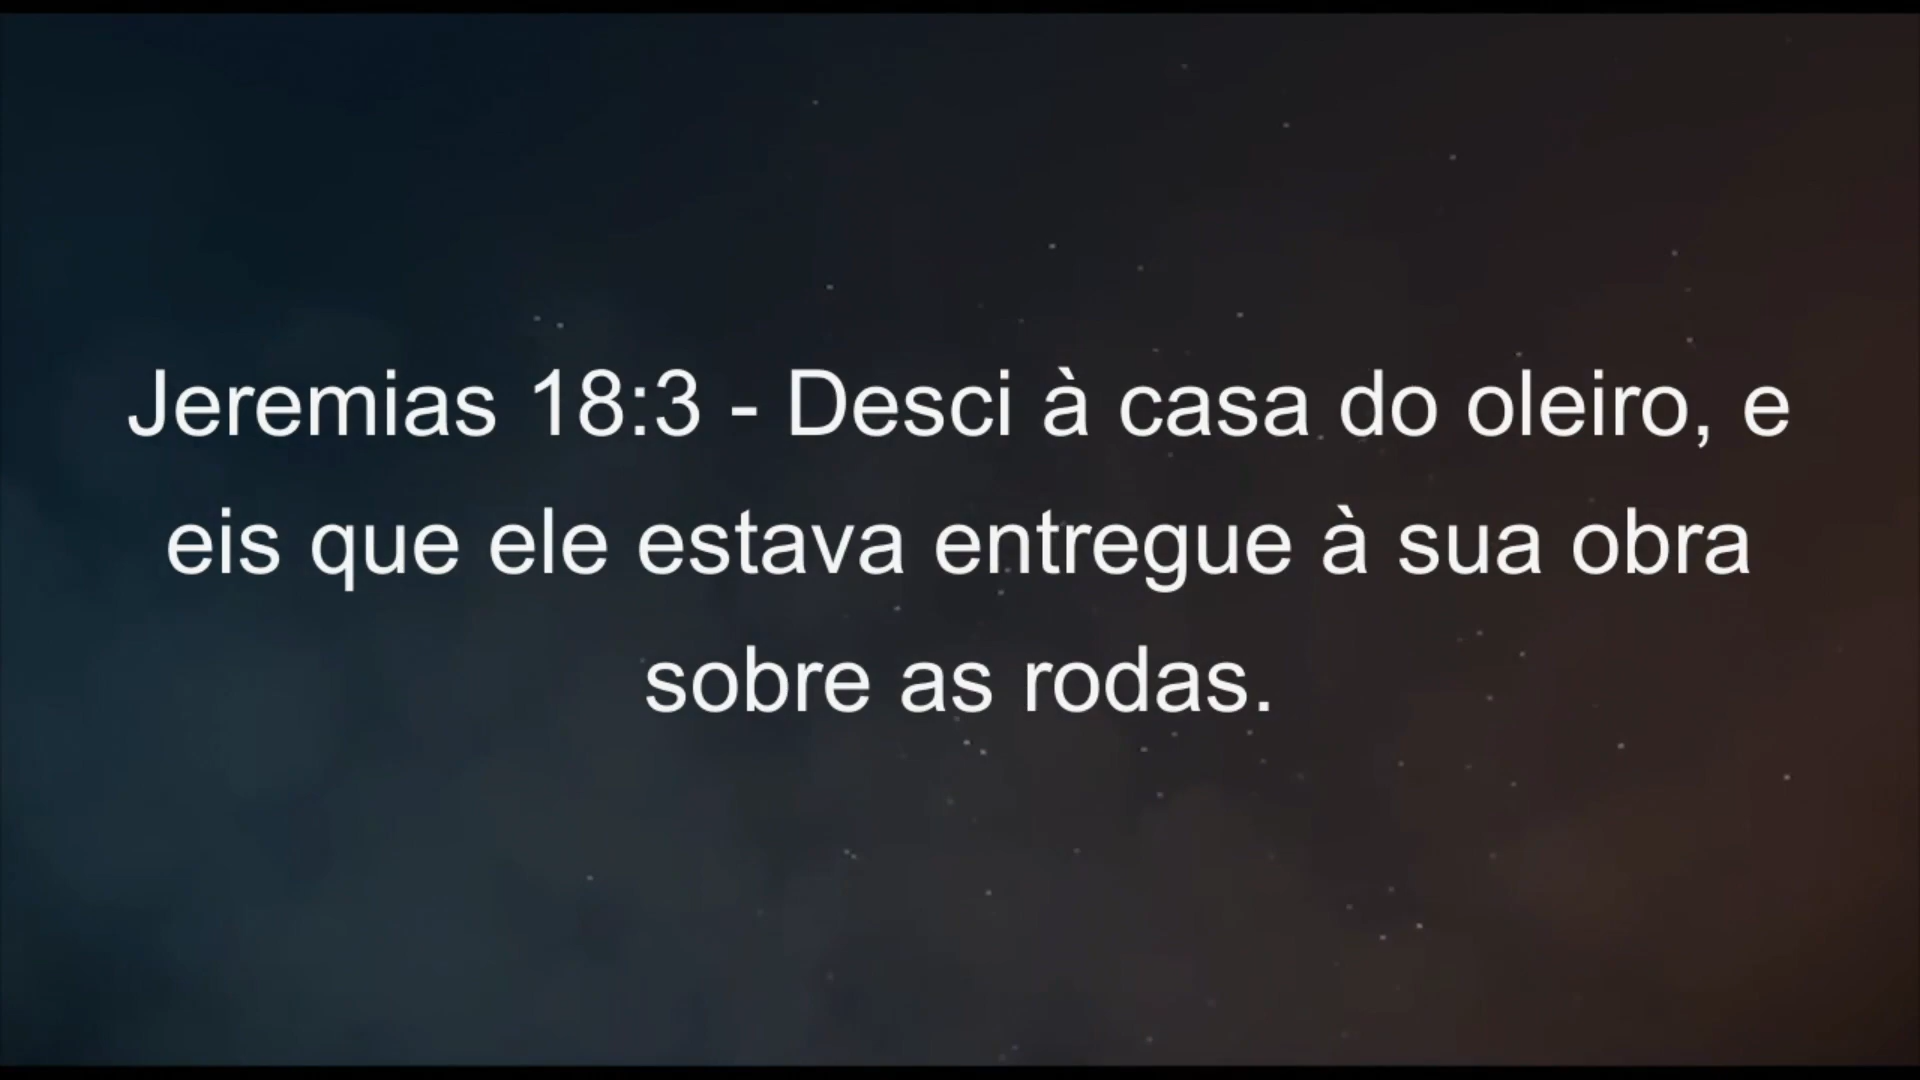 Jeremias 18:3 - Desci à casa do oleiro, e
eis que ele estava entregue à sua obra
sobre as rodas.